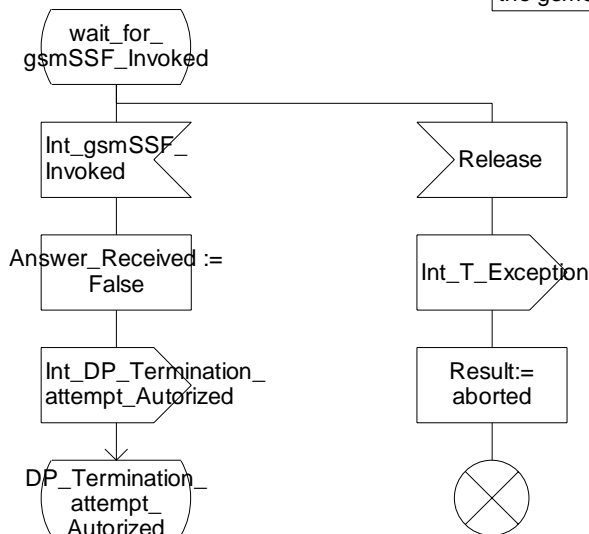 wait_for_
gsmSSF_Invoked
Int_gsmSSF_
Invoked
Release
Answer_Received :=
False
Int_T_Exception
Int_DP_Termination_
attempt_Autorized
Result:=
aborted
DP_Termination_
attempt_
Autorized